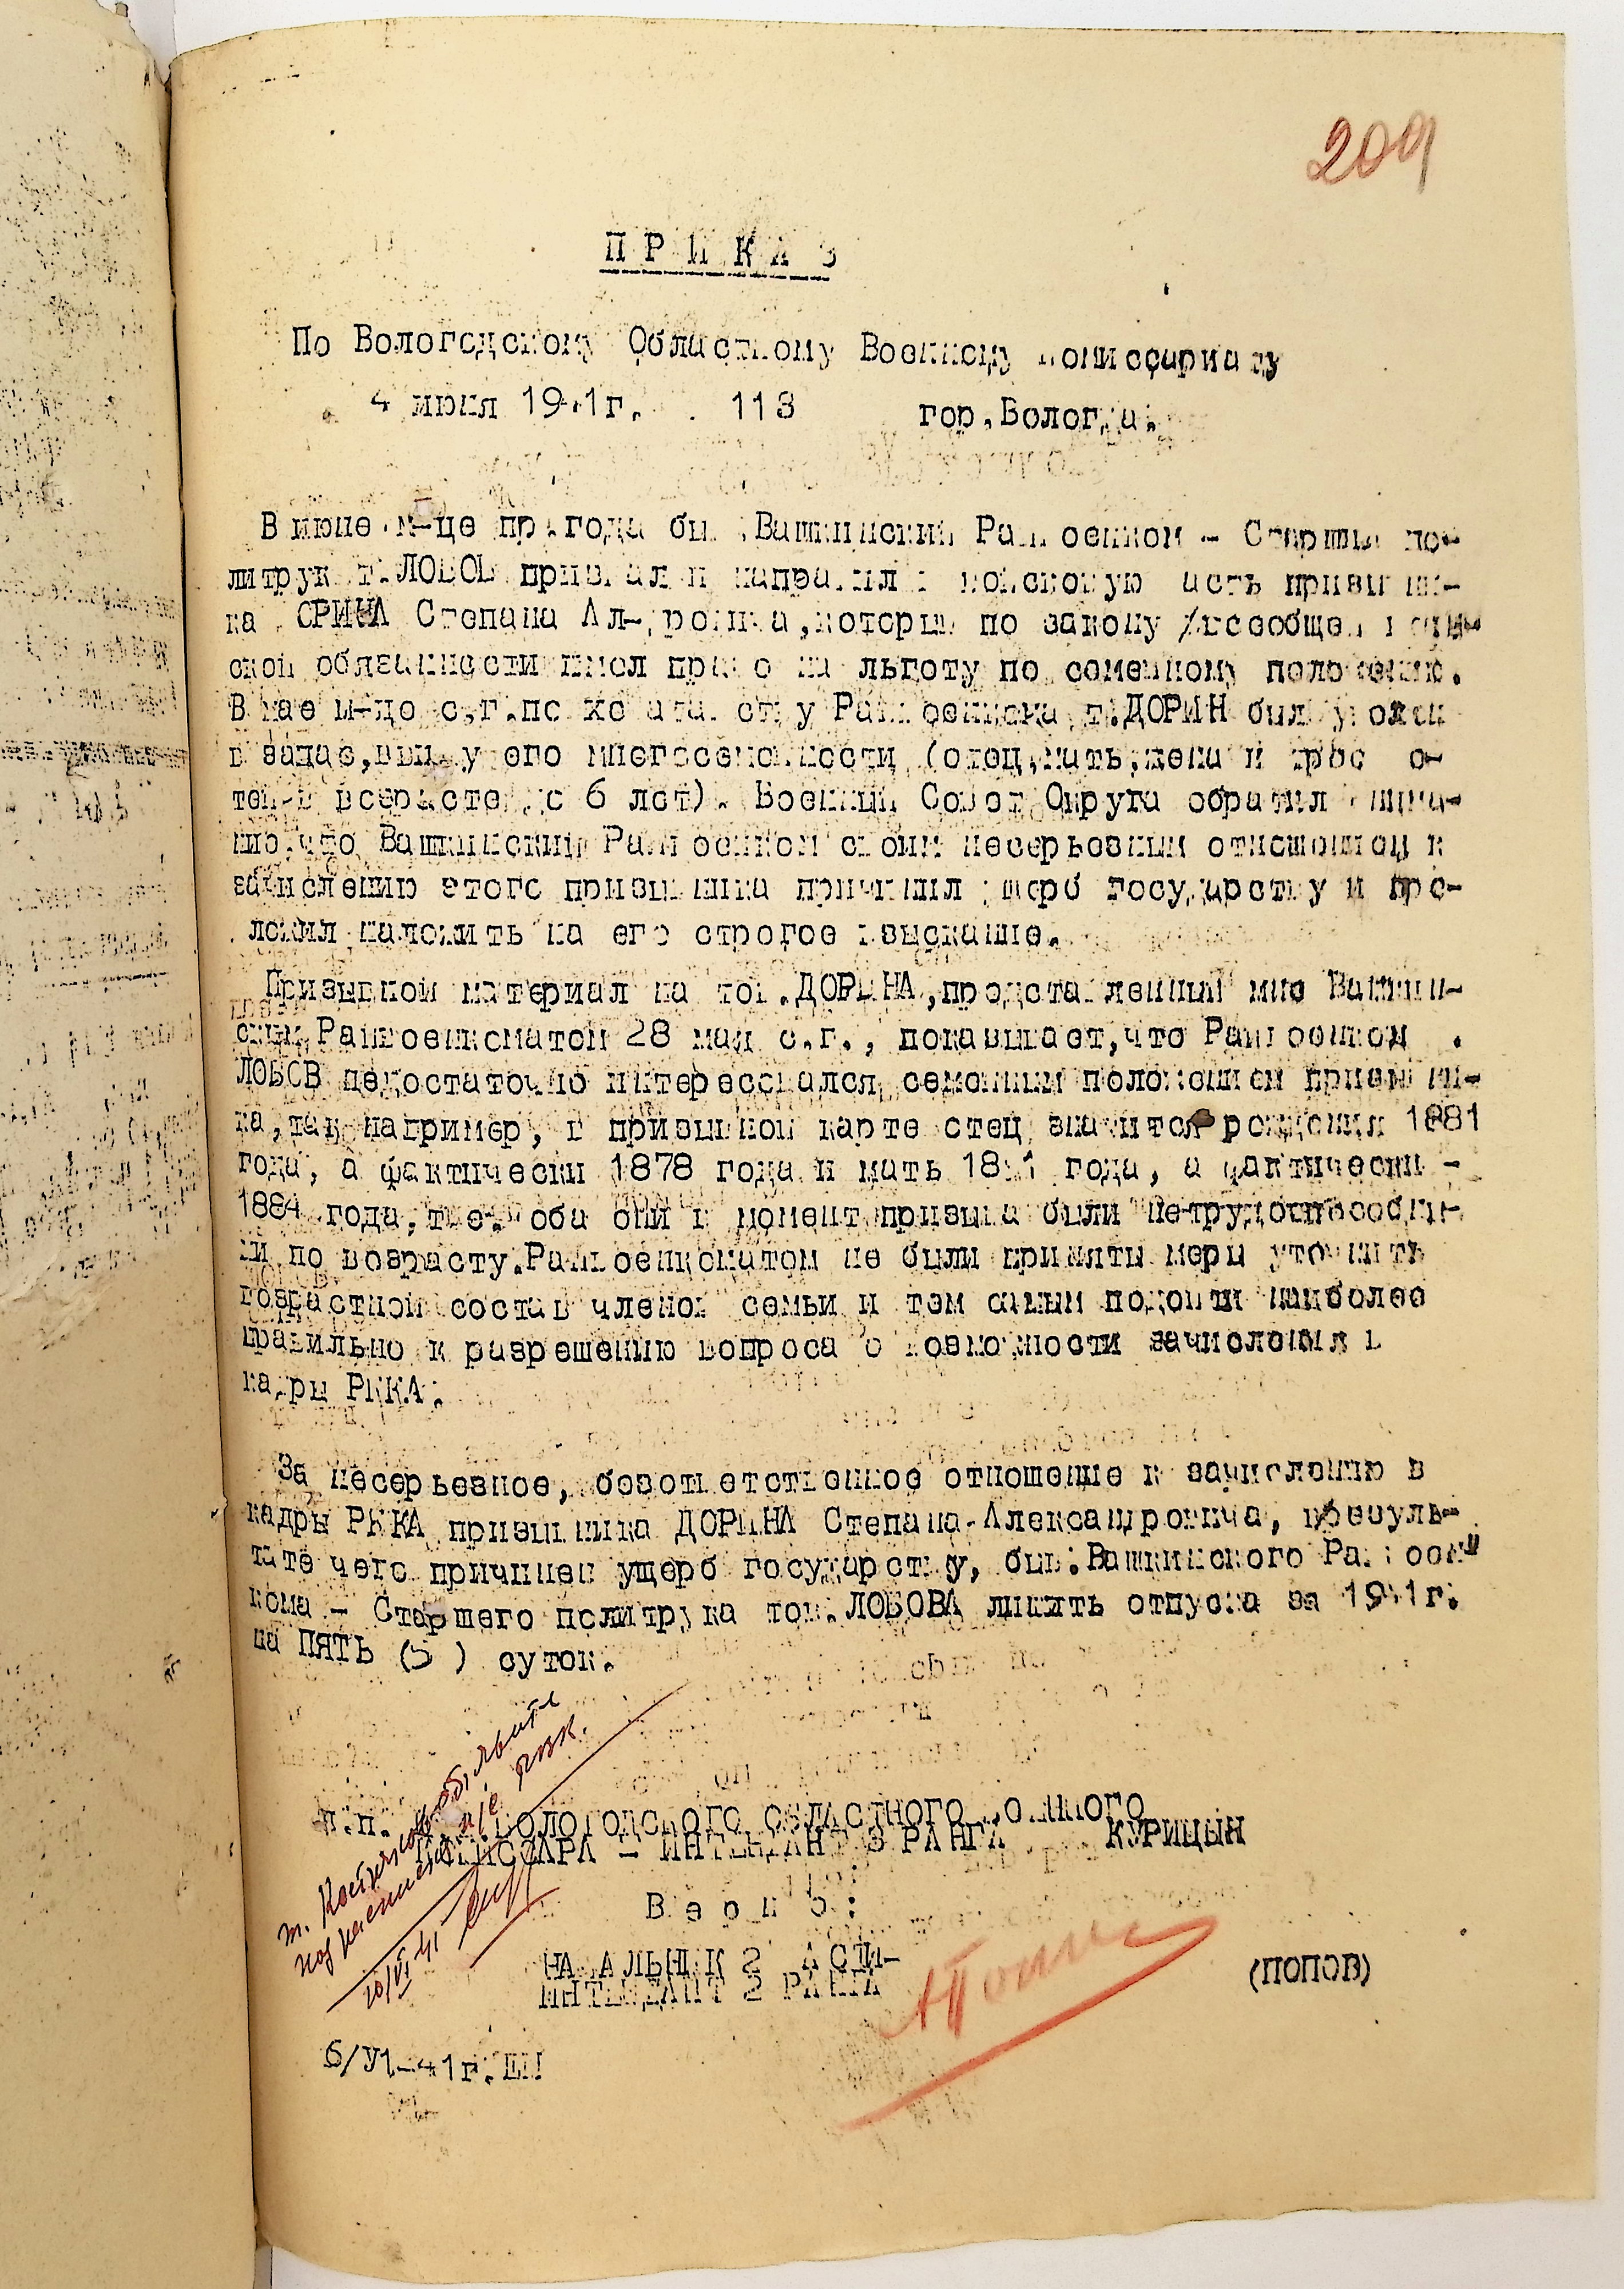 209
П Р И К А З
По Вологодскому Областному Военному Комиссариату
4 июня 1941г. 113 гор.Вологда.
В июне м-це пр.года быв.Вашкинский Райвоенком - Старший по-
литрук т.ЛОБОВ призвал и направил в войсковую часть призывни-
ка ДОРИНА Степана Ал-дровича,который по закону о всеобщей воин-
ской обязанности имел право на льготу по семейному положению.
В мае м-це с.г.по ходатайству Райвоенкома т.ДОРИН был уволен
в запас,ввиду его многосемейности (отец,мать,жена и трое де-
тей-в возрасте до 6 лет). Военный Совет Округа обратил внима-
ние,что Вашкинский Райвоенком своим несерьезным отношением к
зачислению этого призывника причинил ущерб государству и пред-
ложил наложить на его строгое взыскание.
Призывной материал на тов.ДОРИНА,представленный мне Вашкин-
ским Райвоенкоматом 28 мая с.г., показывает,что Райвоенком
ЛОБОВ недостаточно интересовался семейным положением призывни-
ка,так например, в призывной карте отец значится рождения 1881
года, а фактически 1878 года и мать года, а фактически -
1884 года,т.е. оба они в момент призыва были нетрудоспособны-
ми по возрасту.Райвоенкоматом не были приняты меры уточнить
возрастной состав членов семьи и тем самым подойти наиболее
правильно к разрешению вопроса о возможности зачисления в
кадры РККА.
За несерьезное, безответственное отношение к зачислению в
кадры РККА призывника ДОРИНА Степана-Александровича, в резуль-
тате чего причинен ущерб государству, быв.Вашкинского Райвоен-
кома - Старшего политрука тов.ЛОБОВА лишить отпуска за 1941г.
на ПЯТЬ (5 ) суток.
п.п. ВОЛОГОДСКОГО ОБЛАСТНОГО ВОЕННОГО
КОМИССАРА - ИНТЕНДАНТ 3 РАНГА КУРИЦЫН
В е р н о :
НАЧАЛЬНИК 2 ЧАСТИ-
ИНТЕНДАНТ 2 РАНГА (ПОПОВ)
6/У1-41г.
т. объявить
РВК.
10/VI 41